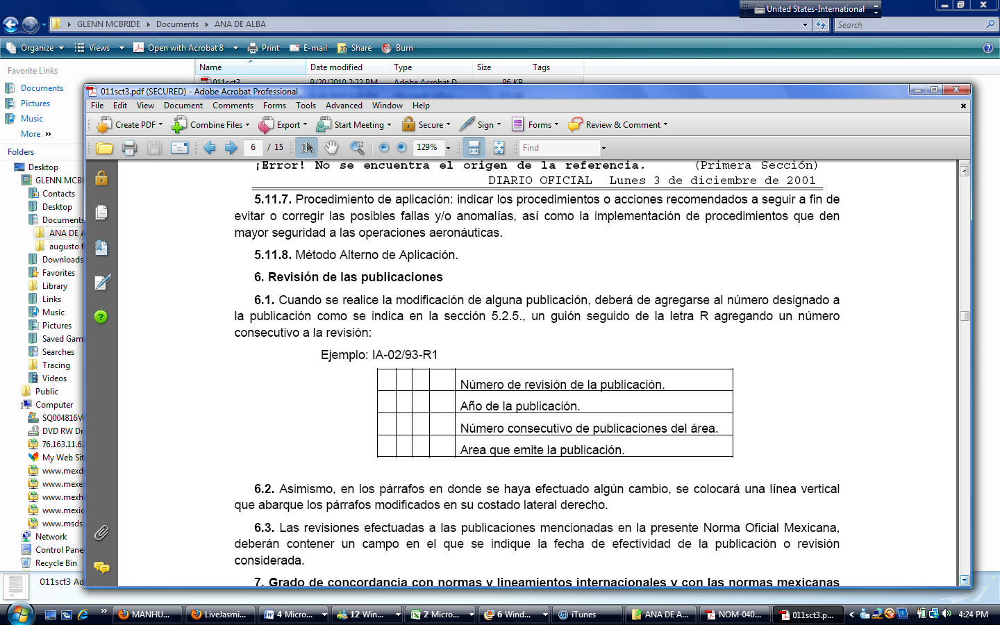 United States-International
GLENN MCBRIDE Documents ANA DE ALBA
Search
Organize Views Open with Acrobat 8 Print E-mail Share Burn
Favorite Links
Documents
Pictures
Music
More »
Folders
Desktop
GLENN MCBI
Contacts
Desktop
Documents
ANA DE A
augusto f
Downloads
Favorites
Library
Links
Music
Pictures
Saved Gam
Searches
Tracing
Videos
Public
Computer
SQ004816V
DVD RW Dr
76.163.11.62
My Web Sit
www.mexd
www.mexe
www.mexh
www.mexic
www.msds
Network
Control Pane
Recycle Bin
Name Date modified Type Size Tags
011sct3 9/20/2010 2:22 PM Adobe Acrobat D... 96 KB
011sct3.pdf (SECURED) - Adobe Acrobat Professional
File Edit View Document Comments Forms Tools Advanced Window Help
Create PDF Combine Files Export Start Meeting Secure Sign Forms Review & Comment
6 / 15 129% Find
¡Error! No se encuentra el origen de la referencia. (Primera Sección)
DIARIO OFICIAL Lunes 3 de diciembre de 2001
5.11.7. Procedimiento de aplicación: indicar los procedimientos o acciones recomendados a seguir a fin de
evitar o corregir las posibles fallas y/o anomalías, así como la implementación de procedimientos que den
mayor seguridad a las operaciones aeronáuticas.
5.11.8. Método Alterno de Aplicación.
6. Revisión de las publicaciones
6.1. Cuando se realice la modificación de alguna publicación, deberá de agregarse al número designado a
la publicación como se indica en la sección 5.2.5., un guión seguido de la letra R agregando un número
consecutivo a la revisión:
Ejemplo: IA-02/93-R1
Número de revisión de la publicación.
Año de la publicación.
Número consecutivo de publicaciones del área.
Area que emite la publicación.
6.2. Asimismo, en los párrafos en donde se haya efectuado algún cambio, se colocará una línea vertical
que abarque los párrafos modificados en su costado lateral derecho.
6.3. Las revisiones efectuadas a las publicaciones mencionadas en la presente Norma Oficial Mexicana,
deberán contener un campo en el que se indique la fecha de efectividad de la publicación o revisión
considerada.
7. Grado de concordancia con normas y lineamientos internacionales y con las normas mexicanas
011sct3 Ad
» MANHU... LiveJasmi... 4 Micro... 12 Win... 2 Micro... 6 Wind... iTunes ANA DE A... NOM-040... 011sct3.p... 4:24 PM